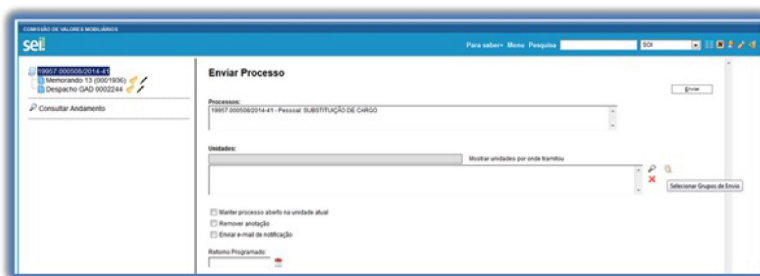 COMISSÃO DE VALORES MOBILIÁRIOS
sei!
Para saber+ Menu Pesquisa
SOI
19957.000508/2014-41
Memorando 13 (0001936)
Despacho GAD 0002244
Consultar Andamento
Enviar Processo
Enviar
Processos:
19957.000508/2014-41 - Pessoal: SUBSTITUIÇÃO DE CARGO
Unidades:
Mostrar unidades por onde tramitou
Selecionar Grupos de Envio
Manter processo aberto na unidade atual
Remover anotação
Enviar e-mail de notificação
Retorno Programado: